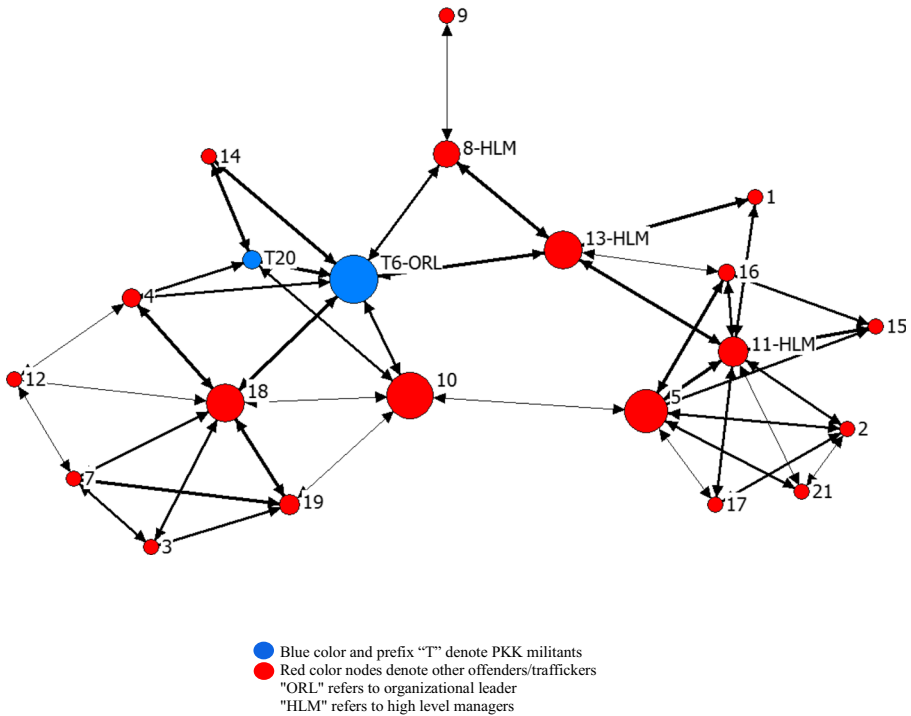 9
8-HLM
14
1
13-HLM
T20
T6-ORL
16
4
15
11-HLM
12
10
18
5
2
7
21
19
17
3
Blue color and prefix “T” denote PKK militants
Red color nodes denote other offenders/traffickers
"ORL" refers to organizational leader
"HLM" refers to high level managers